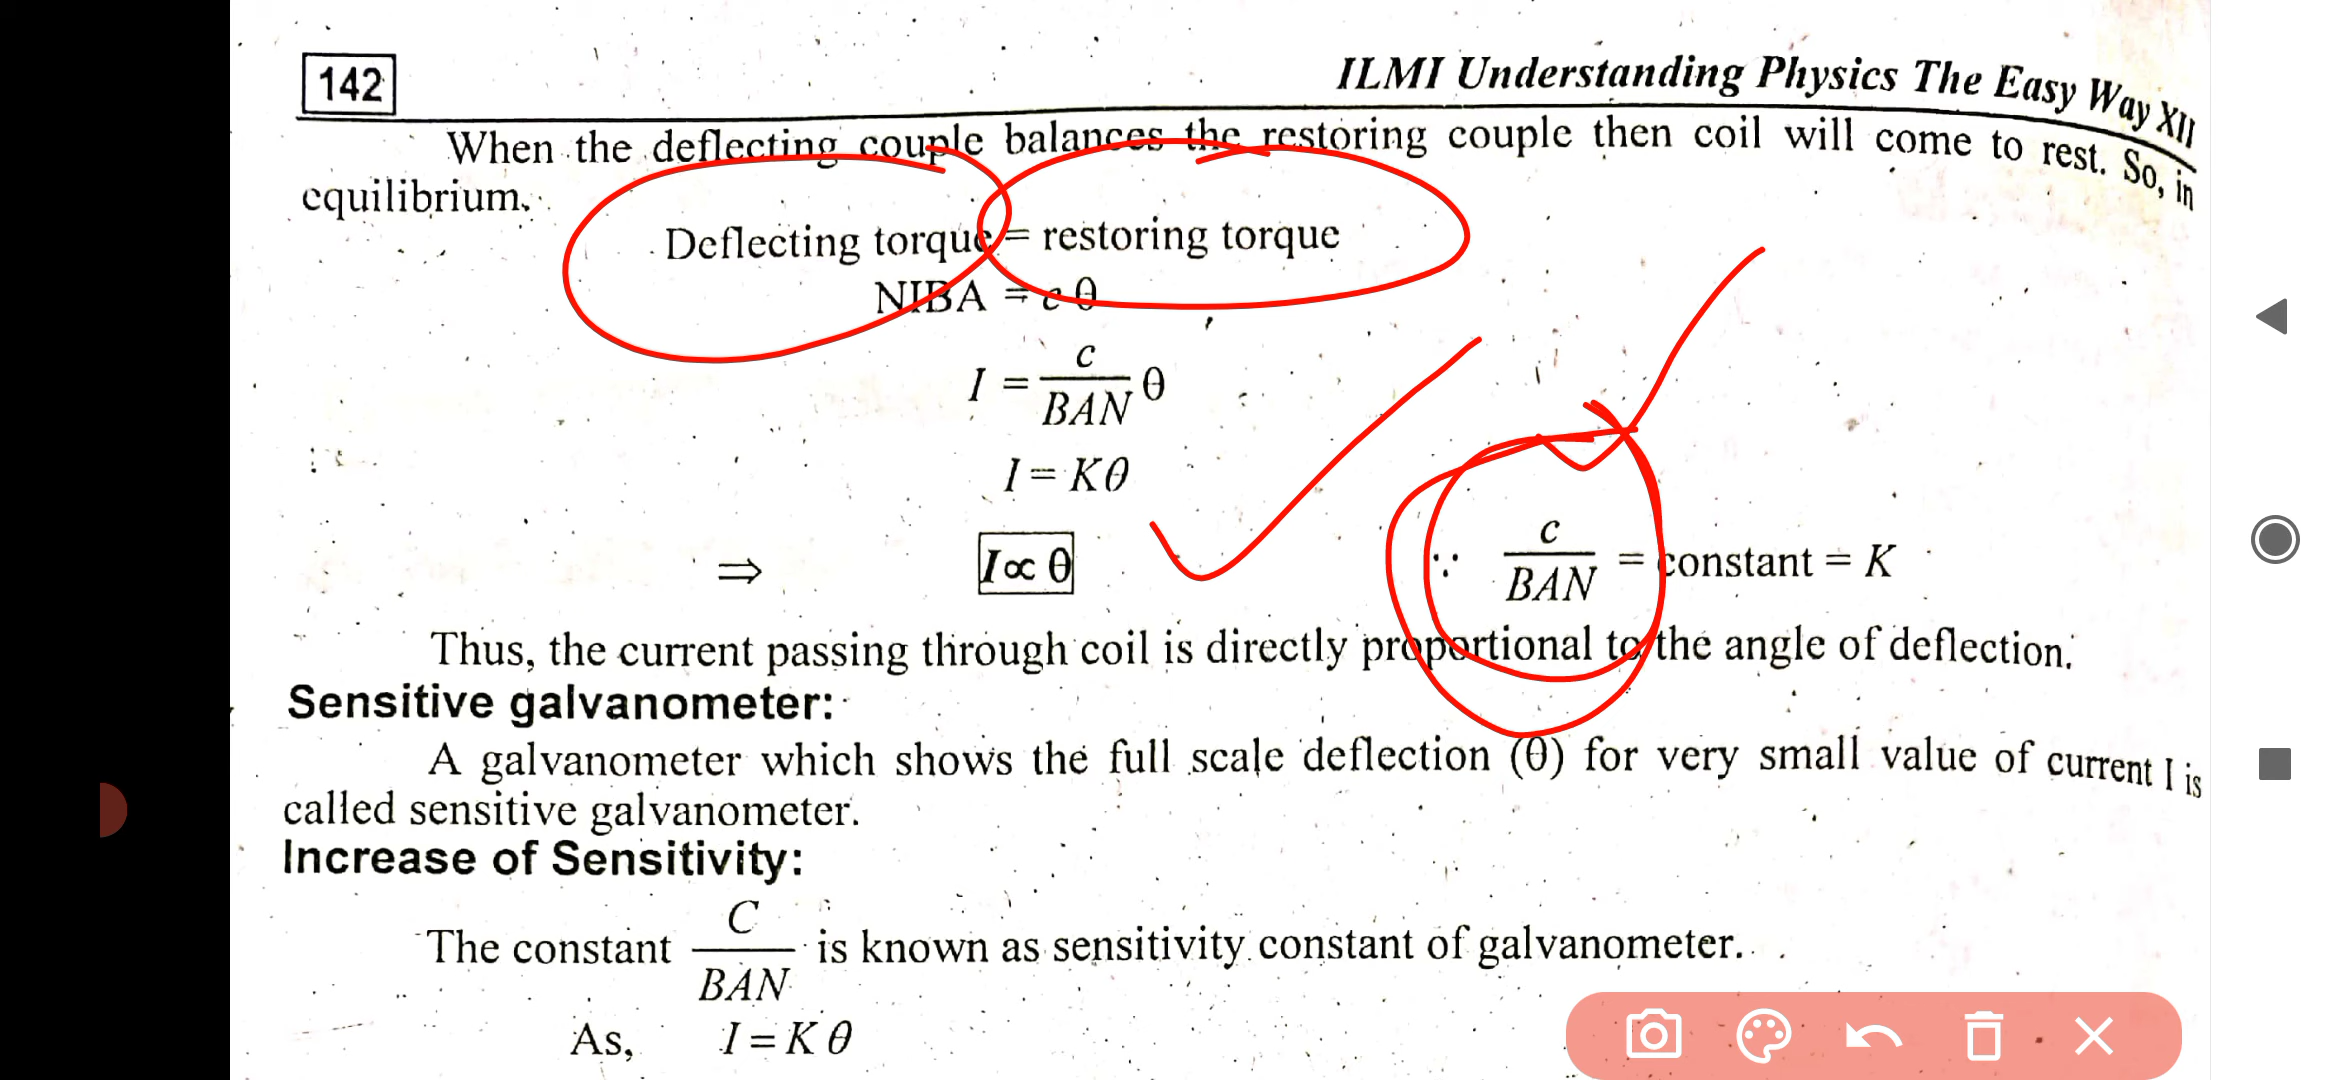 142
ILMI Understanding Physics The Easy Way XII
When the deflecting couple balances the restoring couple then coil will come to rest. So, in
equilibrium.
Deflecting torque = restoring torque
NIBA = c θ
I = c/BAN θ
I = Kθ
⇒ I ∝ θ ∵ c/BAN = constant = K
Thus, the current passing through coil is directly proportional to the angle of deflection.
Sensitive galvanometer:
A galvanometer which shows the full scale deflection (θ) for very small value of current I is
called sensitive galvanometer.
Increase of Sensitivity:
The constant C/BAN is known as sensitivity constant of galvanometer.
As, I = K θ